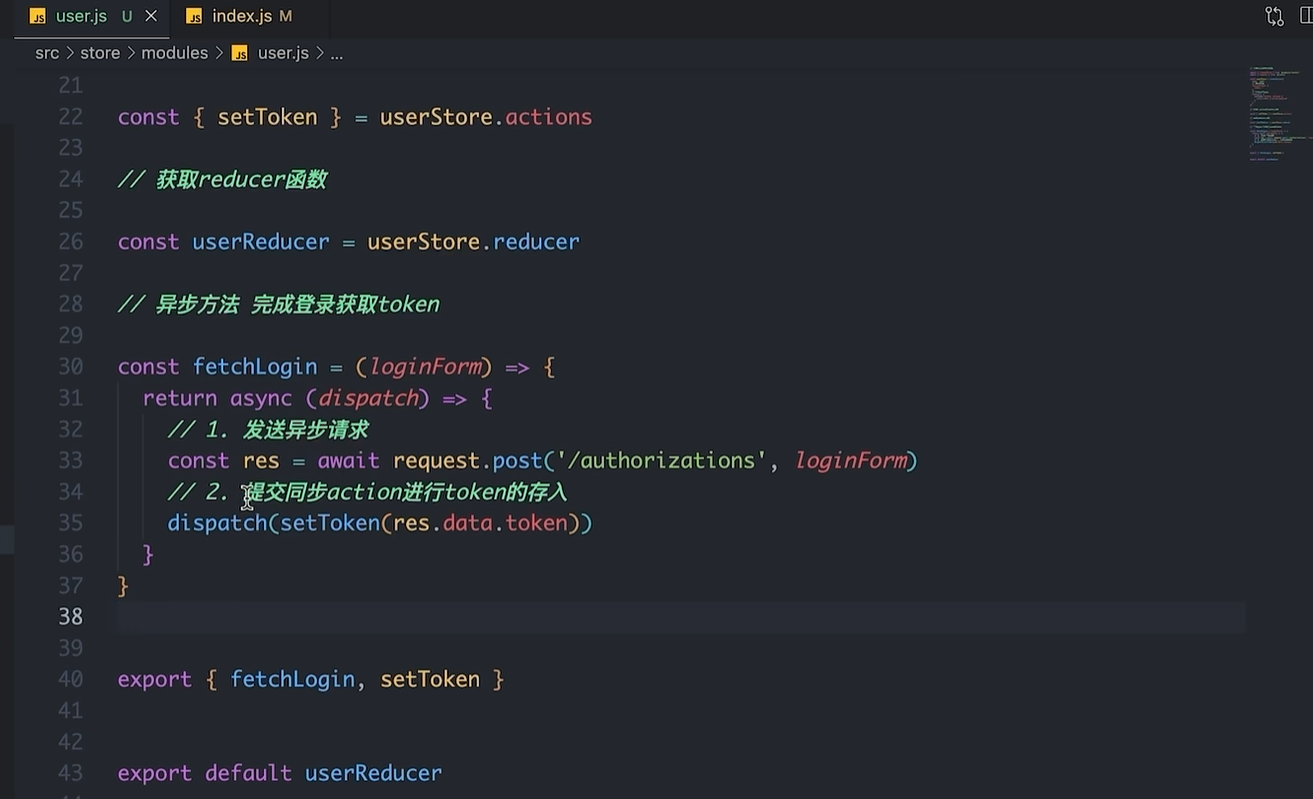 JS user.js U × JS index.js M
src > store > modules > JS user.js > ...
21
22 const { setToken } = userStore.actions
23
24 // 获取reducer函数
25
26 const userReducer = userStore.reducer
27
28 // 异步方法 完成登录获取token
29
30 const fetchLogin = (loginForm) => {
31 return async (dispatch) => {
32 // 1. 发送异步请求
33 const res = await request.post('/authorizations', loginForm)
34 // 2. 提交同步action进行token的存入
35 dispatch(setToken(res.data.token))
36 }
37 }
38
39
40 export { fetchLogin, setToken }
41
42
43 export default userReducer